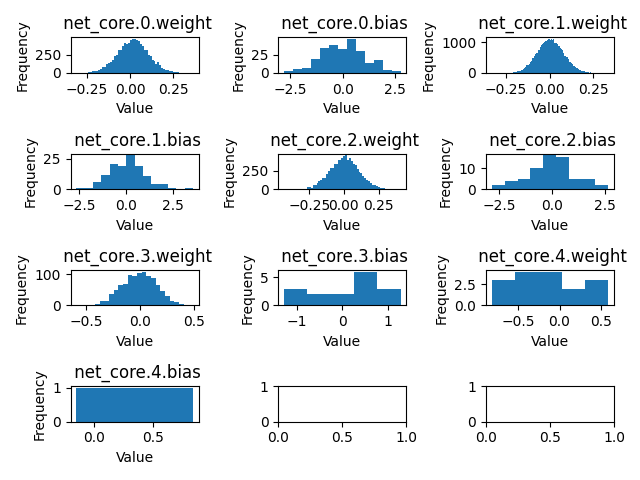 net_core.0.weight
Frequency
250
0
−0.25 0.00 0.25
Value
net_core.0.bias
Frequency
25
0
−2.5 0.0 2.5
Value
net_core.1.weight
Frequency
1000
0
−0.25 0.00 0.25
Value
net_core.1.bias
Frequency
25
0
−2.5 0.0 2.5
Value
net_core.2.weight
Frequency
250
0
−0.25 0.00 0.25
Value
net_core.2.bias
Frequency
10
0
−2.5 0.0 2.5
Value
net_core.3.weight
Frequency
100
0
−0.5 0.0 0.5
Value
net_core.3.bias
Frequency
5
0
−1 0 1
Value
net_core.4.weight
Frequency
2.5
0.0
−0.5 0.0 0.5
Value
net_core.4.bias
Frequency
1
0
0.0 0.5
Value
1
0
0.0 0.5 1.0
1
0
0.0 0.5 1.0